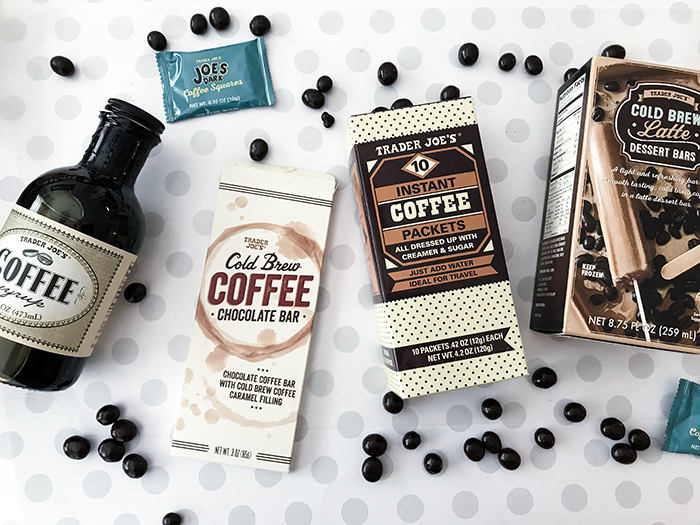 TRADER JOE'S
JOE'S
DARK
Coffee Squares
NET WT. 0.35 OZ (10g)
TRADER JOE'S
COFFEE
Syrup
OZ (473mL)
TRADER JOE'S
Cold Brew
COFFEE
CHOCOLATE BAR
CHOCOLATE COFFEE BAR
WITH COLD BREW COFFEE
CARAMEL FILLING
NET WT. 3 OZ (85g)
TRADER JOE'S®
10
INSTANT
COFFEE
PACKETS
ALL DRESSED UP WITH
CREAMER & SUGAR
JUST ADD WATER
IDEAL FOR TRAVEL
10 PACKETS .42 OZ (12g) EACH
NET WT. 4.2 OZ (120g)
TRADER JOE'S
COLD BREW
Latte
DESSERT BARS
A light and refreshing
smooth tasting, cold brew
in a latte dessert bar
KEEP
FROZEN
NET 8.75 FL OZ (259 mL)
NET